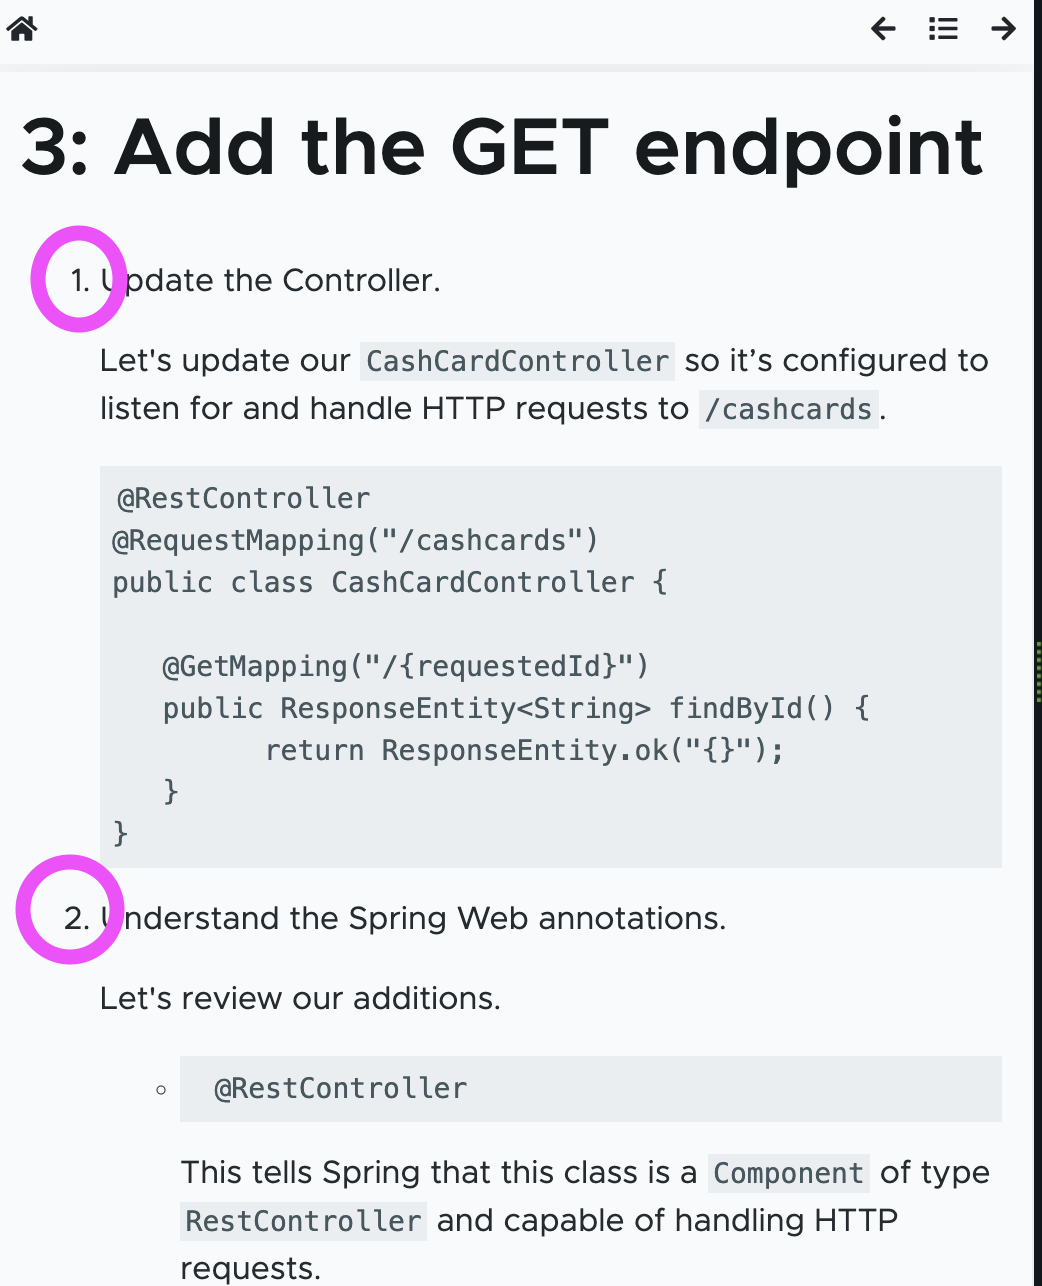 3: Add the GET endpoint
1. Update the Controller.
Let's update our CashCardController so it’s configured to
listen for and handle HTTP requests to /cashcards.
@RestController
@RequestMapping("/cashcards")
public class CashCardController {
@GetMapping("/{requestedId}")
public ResponseEntity<String> findById() {
return ResponseEntity.ok("{}");
}
}
2. Understand the Spring Web annotations.
Let's review our additions.
@RestController
This tells Spring that this class is a Component of type
RestController and capable of handling HTTP
requests.